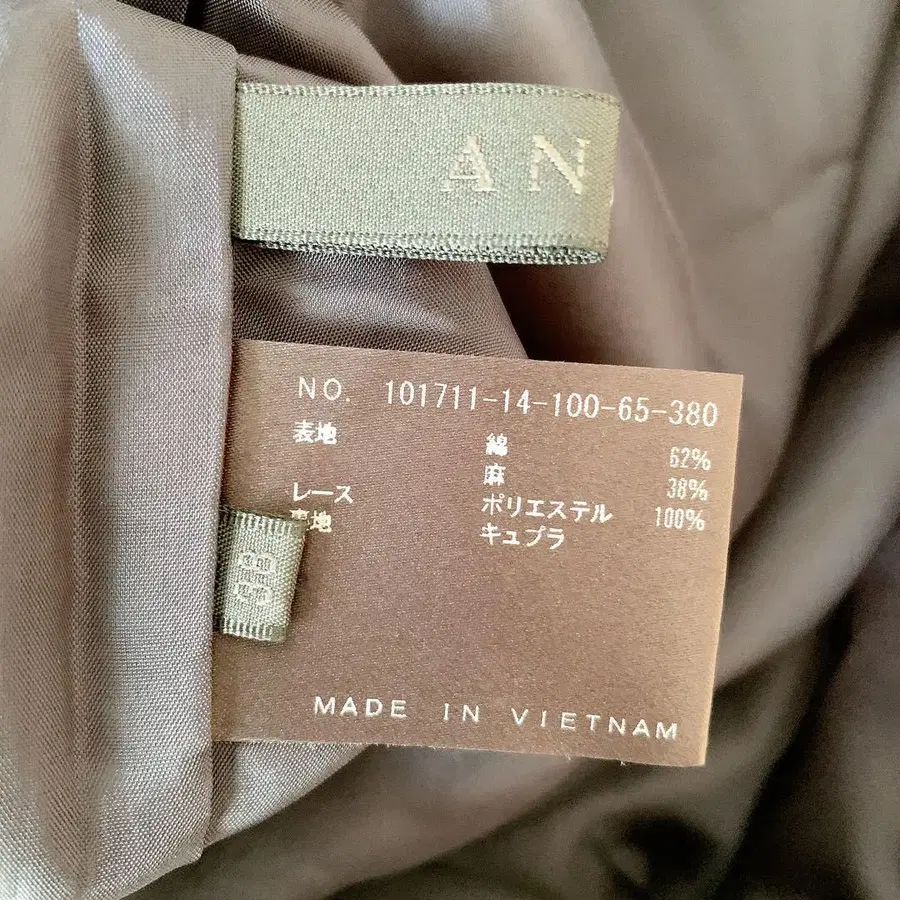 AN
NO. 101711-14-100-65-380
表地 綿 62%
麻 38%
レース ポリエステル 100%
裏地 キュプラ
38
MADE IN VIETNAM